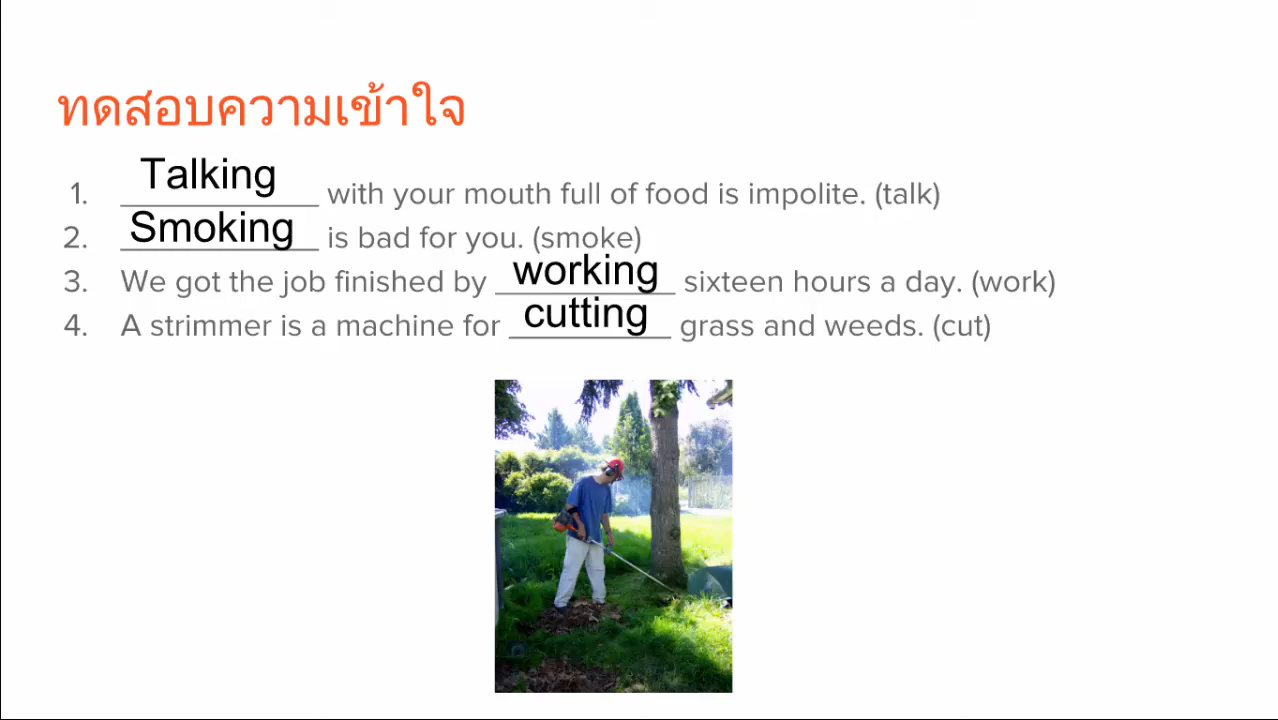 ทดสอบความเข้าใจ
1. Talking with your mouth full of food is impolite. (talk)
2. Smoking is bad for you. (smoke)
3. We got the job finished by working sixteen hours a day. (work)
4. A strimmer is a machine for cutting grass and weeds. (cut)